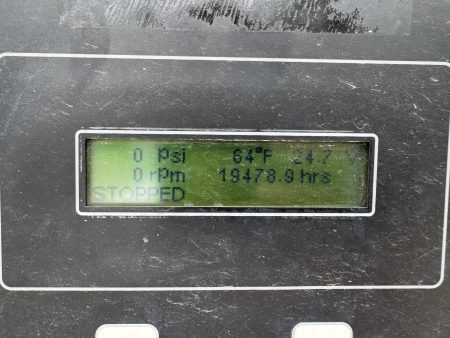 0 psi 64°F 24.7 V
0 rpm 19478.9 hrs
STOPPED